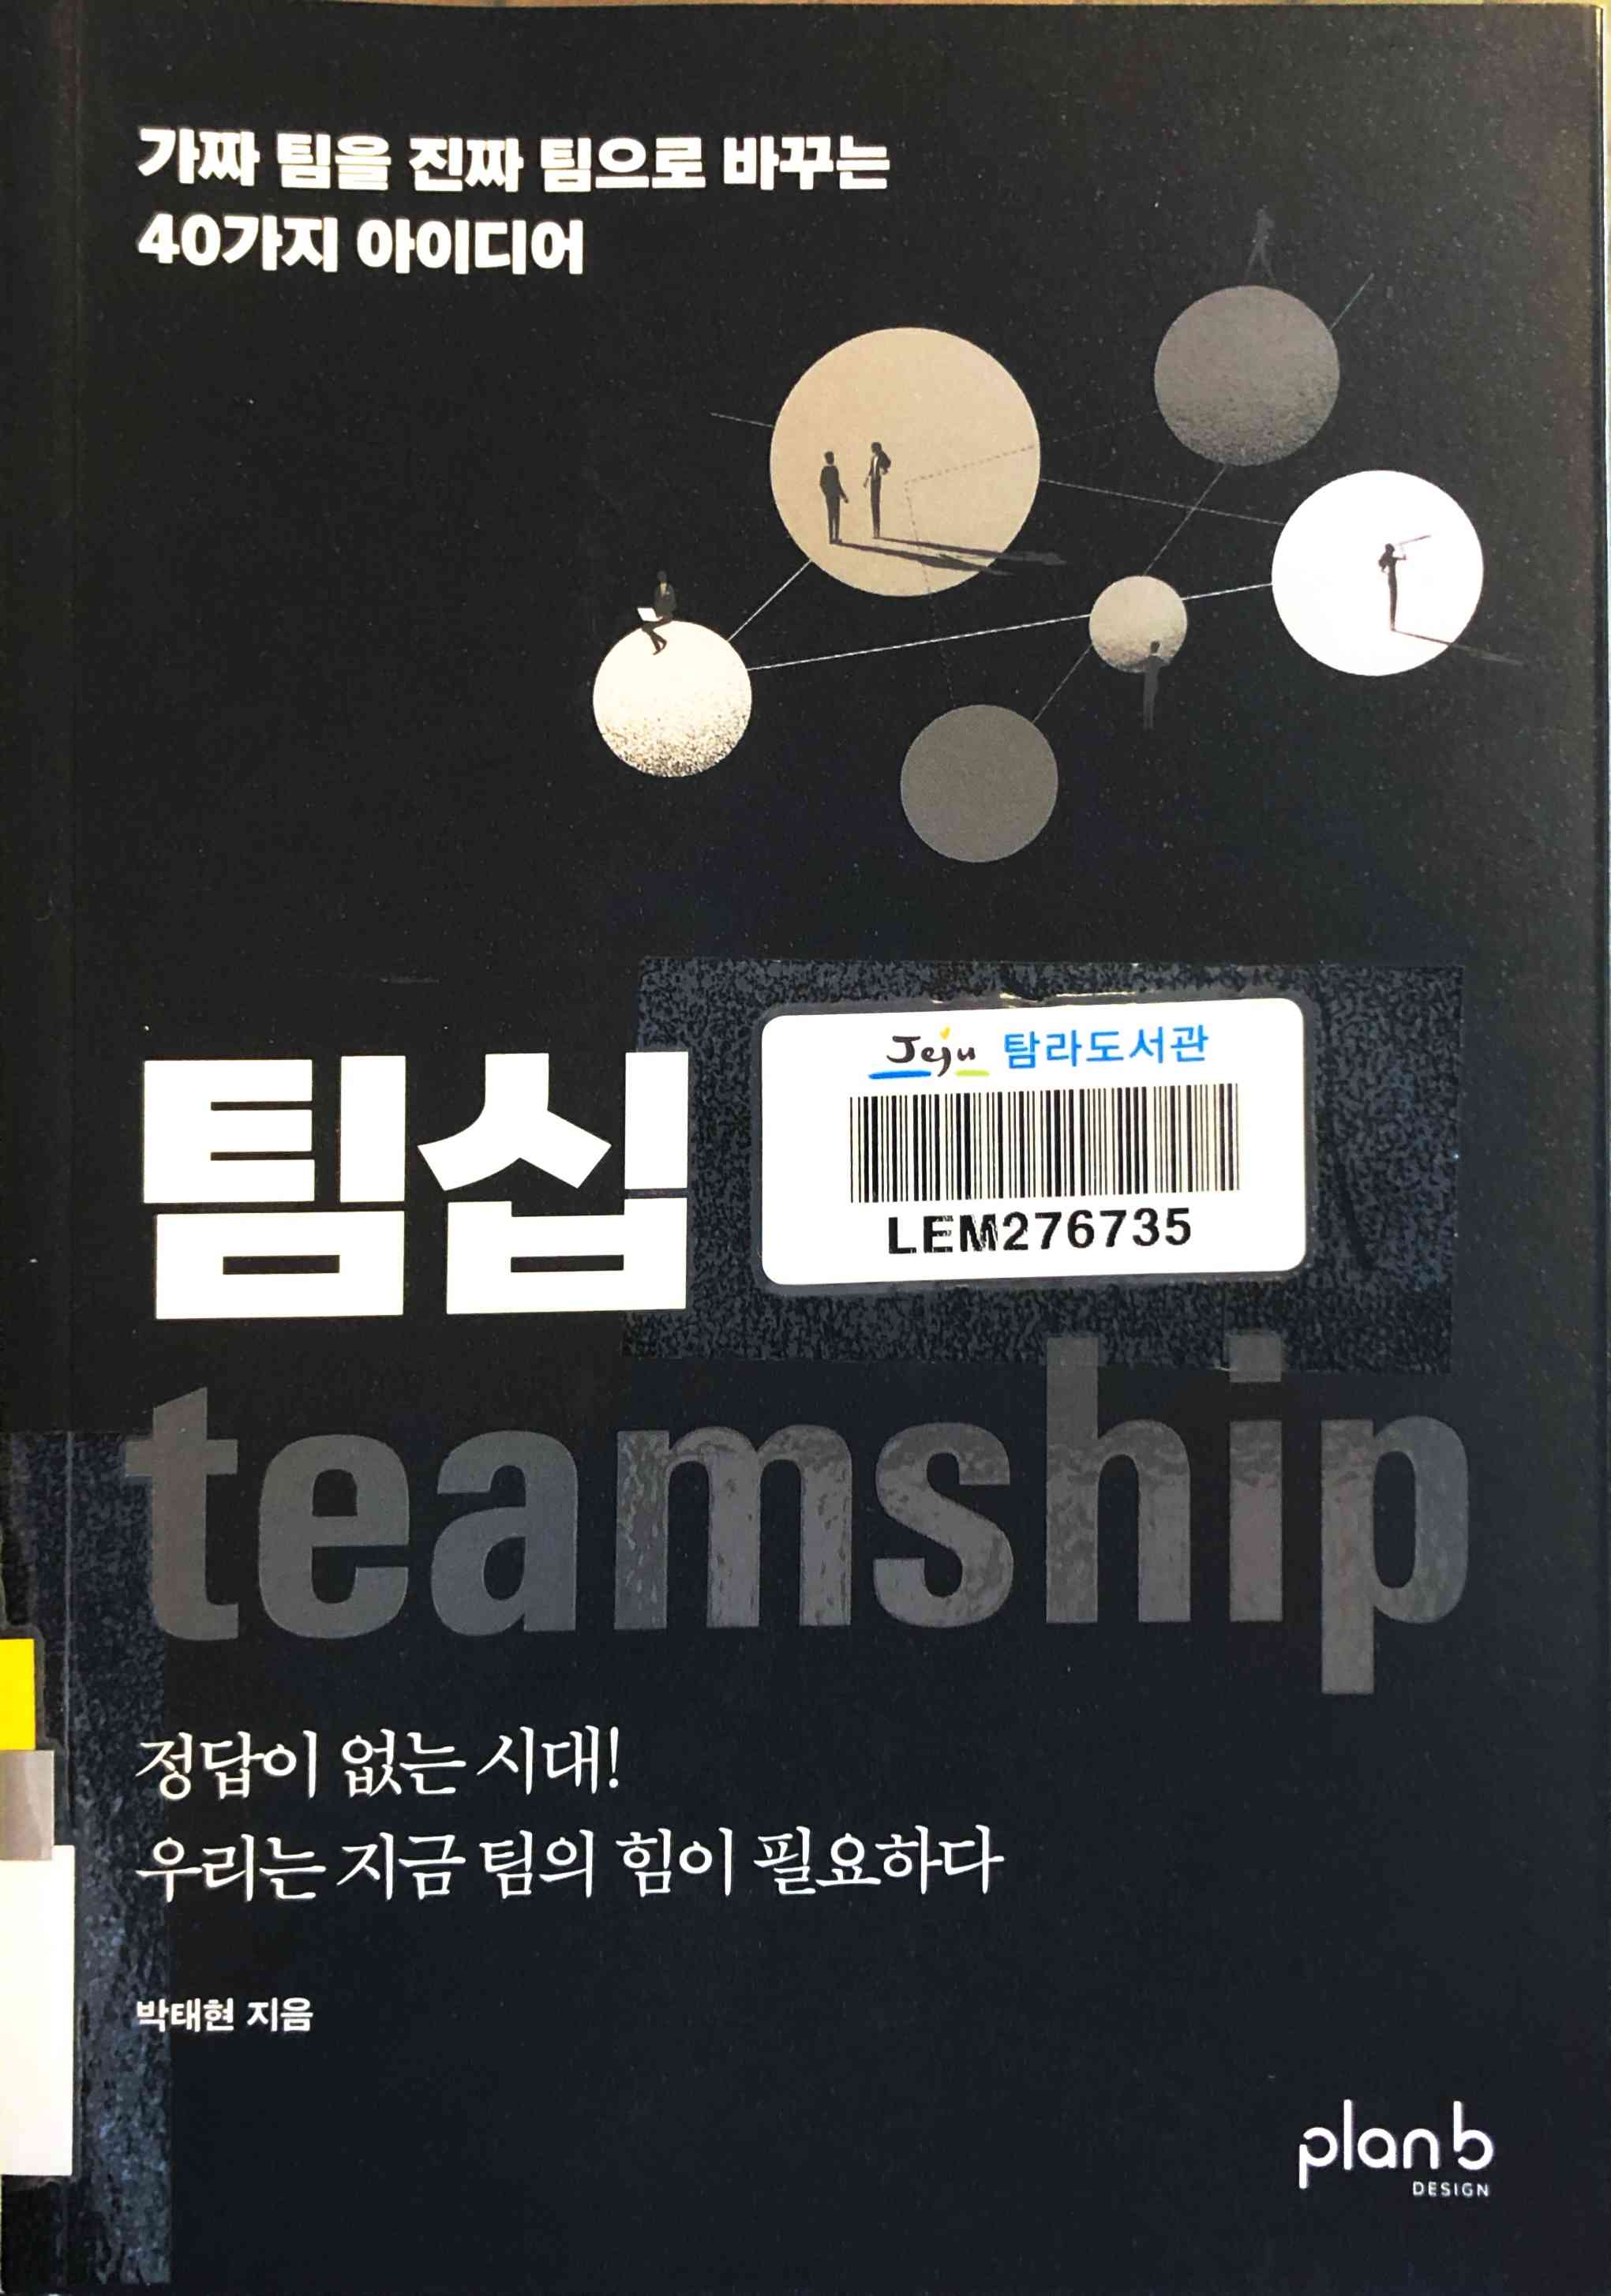 가짜 팀을 진짜 팀으로 바꾸는
40가지 아이디어
Jeju 탐라도서관
LEM276735
팀십
teamship
정답이 없는 시대!
우리는 지금 팀의 힘이 필요하다
박태현 지음
plan b
DESIGN